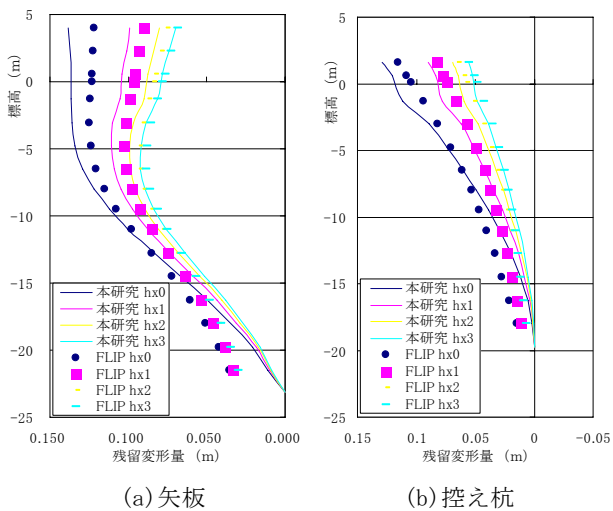 標高 (m)
5
0
-5
-10
-15
-20
-25
本研究 hx0
本研究 hx1
本研究 hx2
本研究 hx3
FLIP hx0
FLIP hx1
FLIP hx2
FLIP hx3
0.150
0.100
0.050
0.000
残留変形量 (m)
(a)矢板
標高 (m)
5
0
-5
-10
-15
-20
-25
本研究 hx0
本研究 hx1
本研究 hx2
本研究 hx3
FLIP hx0
FLIP hx1
FLIP hx2
FLIP hx3
0.15
0.1
0.05
0
-0.05
残留変形量 (m)
(b)控え杭